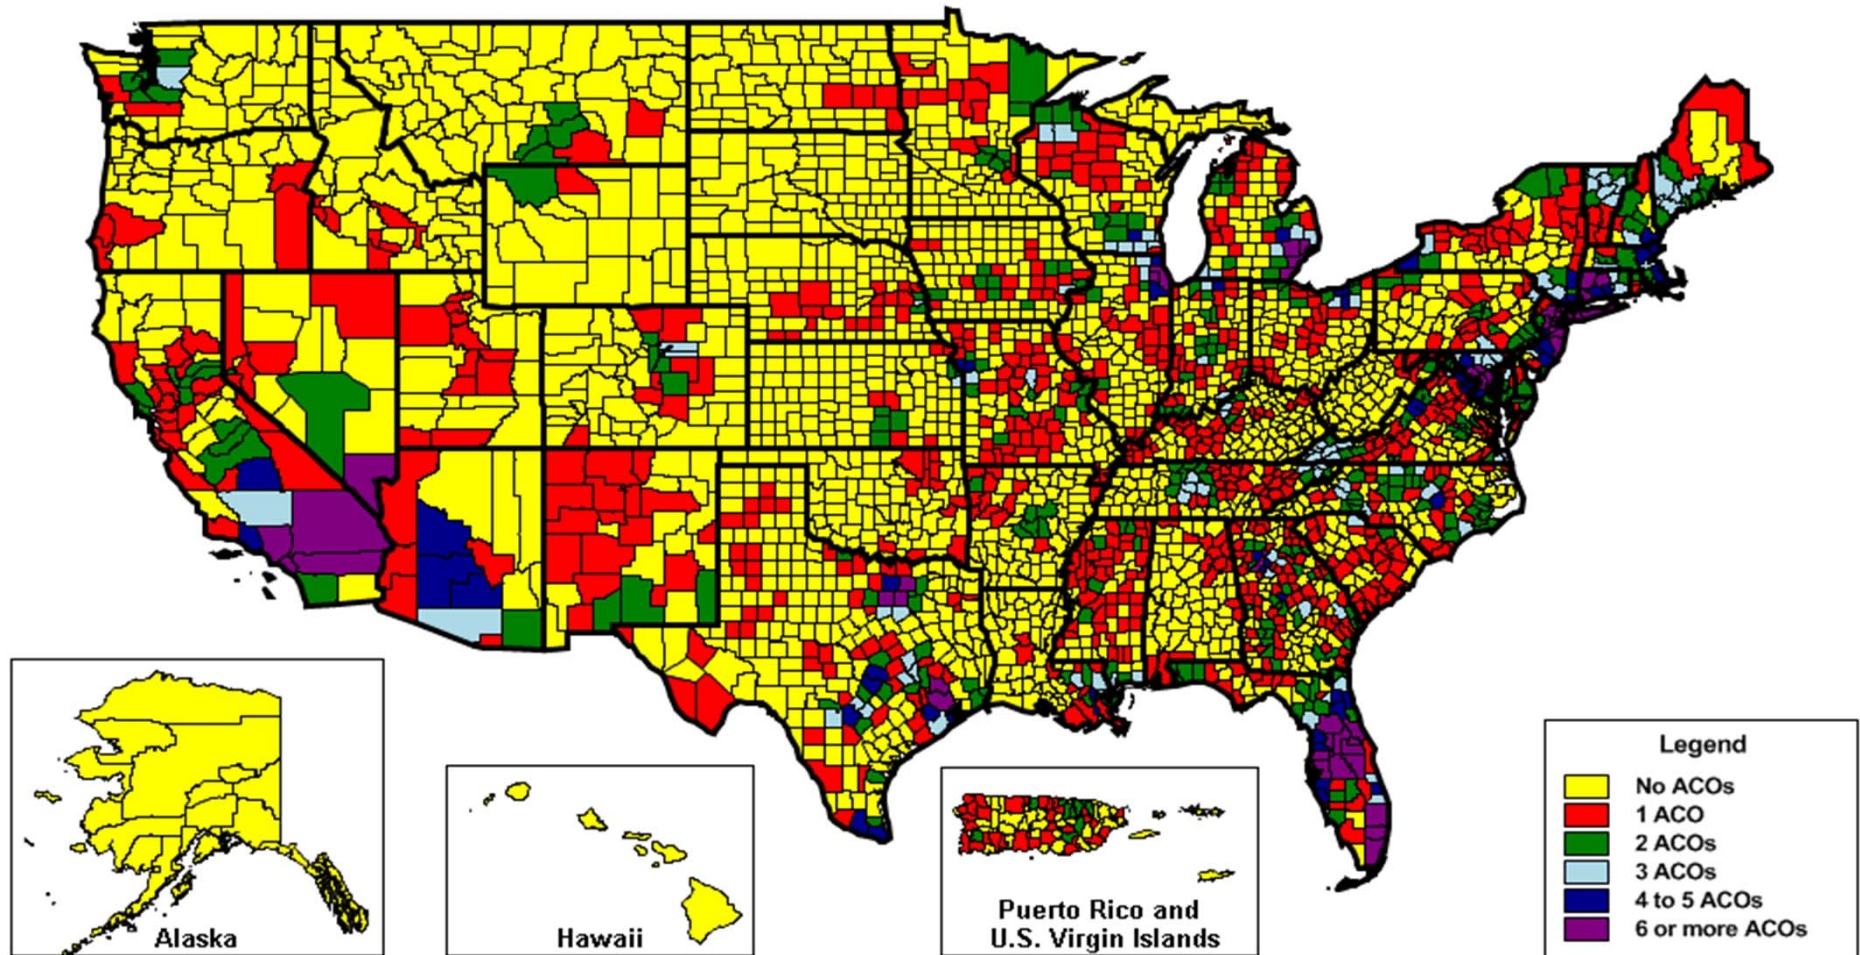 Alaska
Hawaii
Puerto Rico and
U.S. Virgin Islands
Legend
No ACOs
1 ACO
2 ACOs
3 ACOs
4 to 5 ACOs
6 or more ACOs